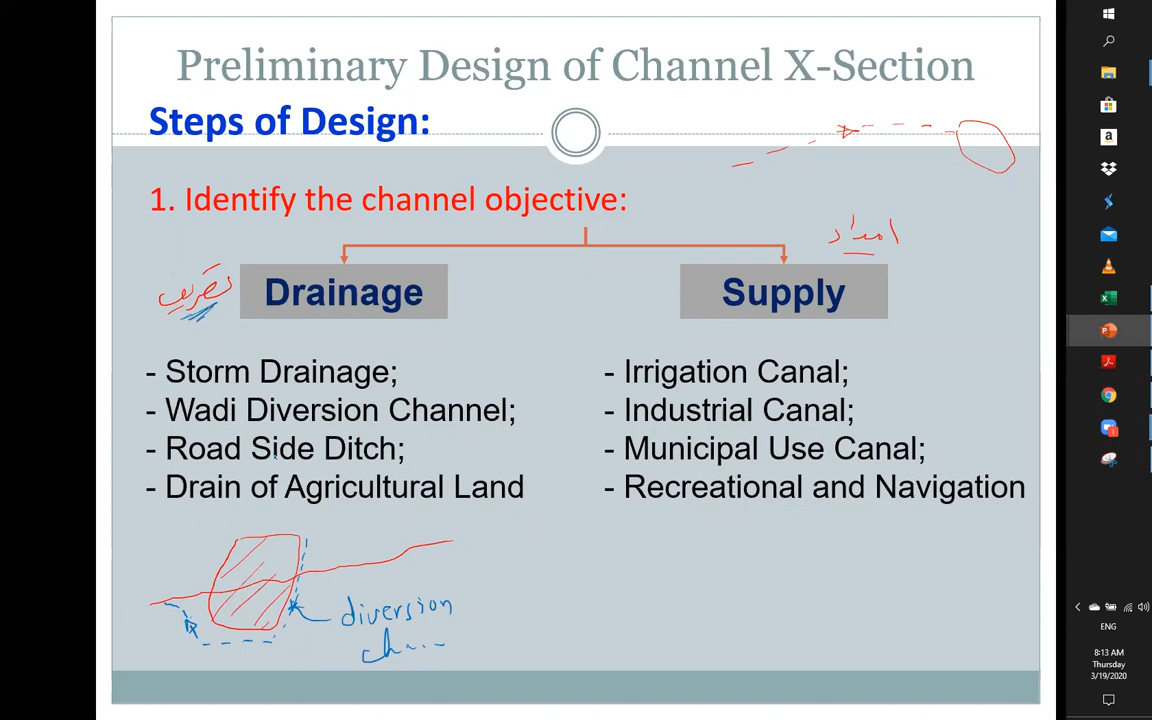 Preliminary Design of Channel X-Section
Steps of Design:
1. Identify the channel objective:
امداد
تصريف
Drainage
Supply
- Storm Drainage;
- Wadi Diversion Channel;
- Road Side Ditch;
- Drain of Agricultural Land
- Irrigation Canal;
- Industrial Canal;
- Municipal Use Canal;
- Recreational and Navigation
diversion
ch....
ENG
8:13 AM
Thursday
3/19/2020